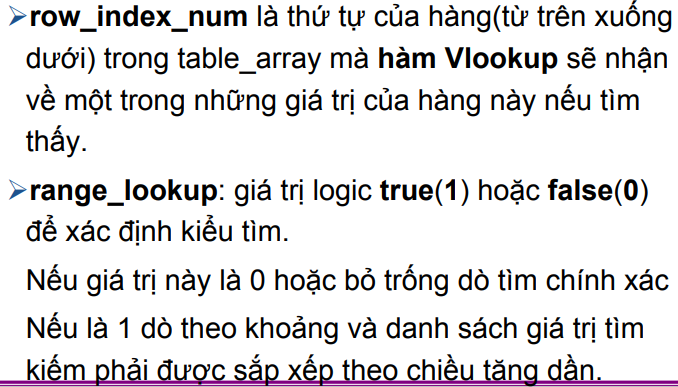 ➢row_index_num là thứ tự của hàng(từ trên xuống
dưới) trong table_array mà hàm Vlookup sẽ nhận
về một trong những giá trị của hàng này nếu tìm
thấy.
➢range_lookup: giá trị logic true(1) hoặc false(0)
để xác định kiểu tìm.
Nếu giá trị này là 0 hoặc bỏ trống dò tìm chính xác
Nếu là 1 dò theo khoảng và danh sách giá trị tìm
kiếm phải được sắp xếp theo chiều tăng dần.